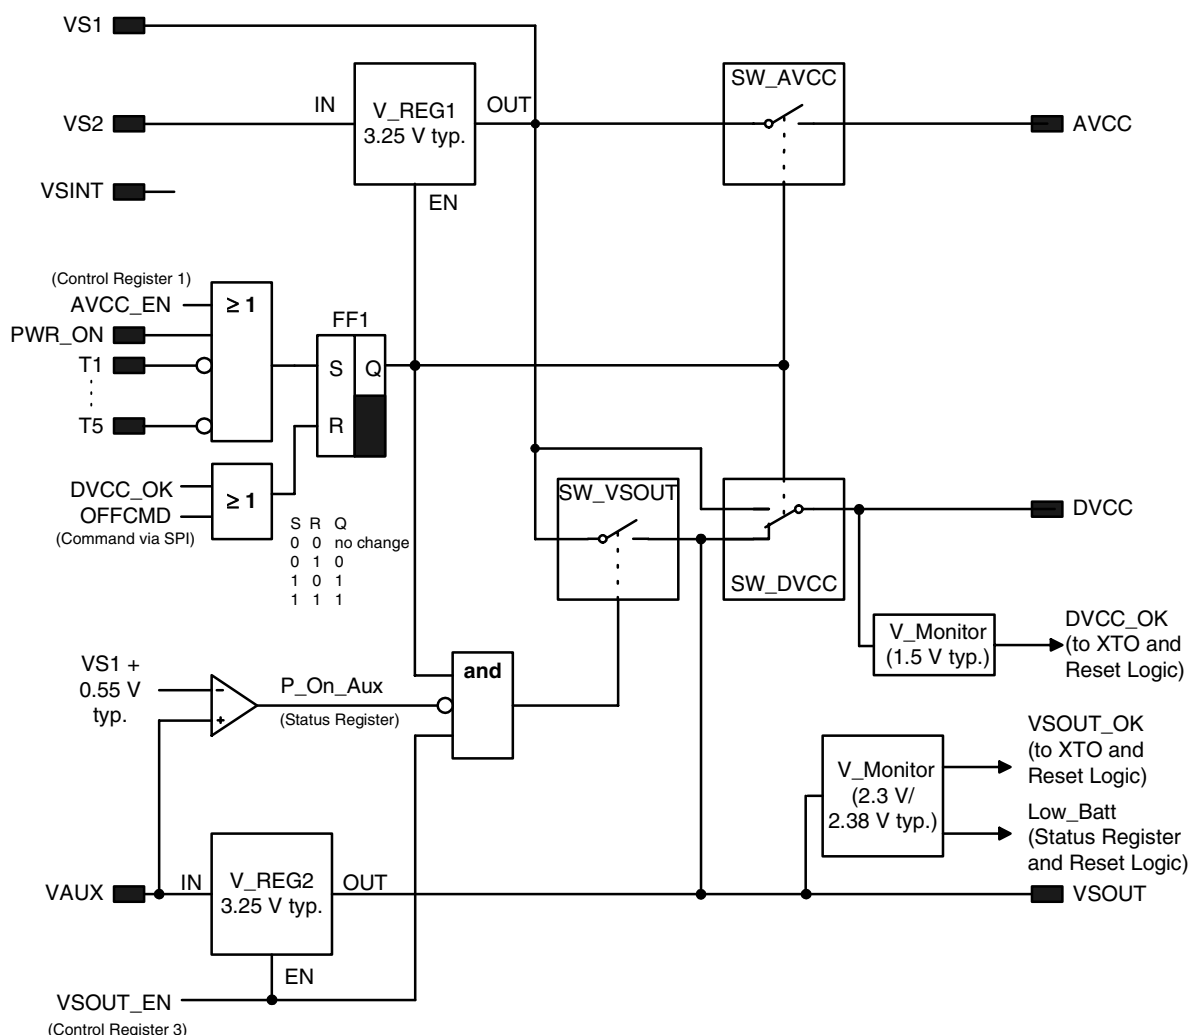 VS1
SW_AVCC
IN
V_REG1
3.25 V typ.
OUT
VS2
AVCC
VSINT
EN
(Control Register 1)
AVCC_EN
≥ 1
PWR_ON
FF1
T1
S
Q
T5
R
DVCC_OK
≥ 1
OFFCMD
(Command via SPI)
S R Q
0 0 no change
0 1 0
1 0 1
1 1 1
SW_VSOUT
SW_DVCC
DVCC
V_Monitor
(1.5 V typ.)
DVCC_OK
(to XTO and
Reset Logic)
VS1 +
0.55 V
typ.
−
+
P_On_Aux
(Status Register)
and
V_Monitor
(2.3 V/
2.38 V typ.)
VSOUT_OK
(to XTO and
Reset Logic)
Low_Batt
(Status Register
and Reset Logic)
VAUX
IN
V_REG2
3.25 V typ.
OUT
VSOUT
EN
VSOUT_EN
(Control Register 3)